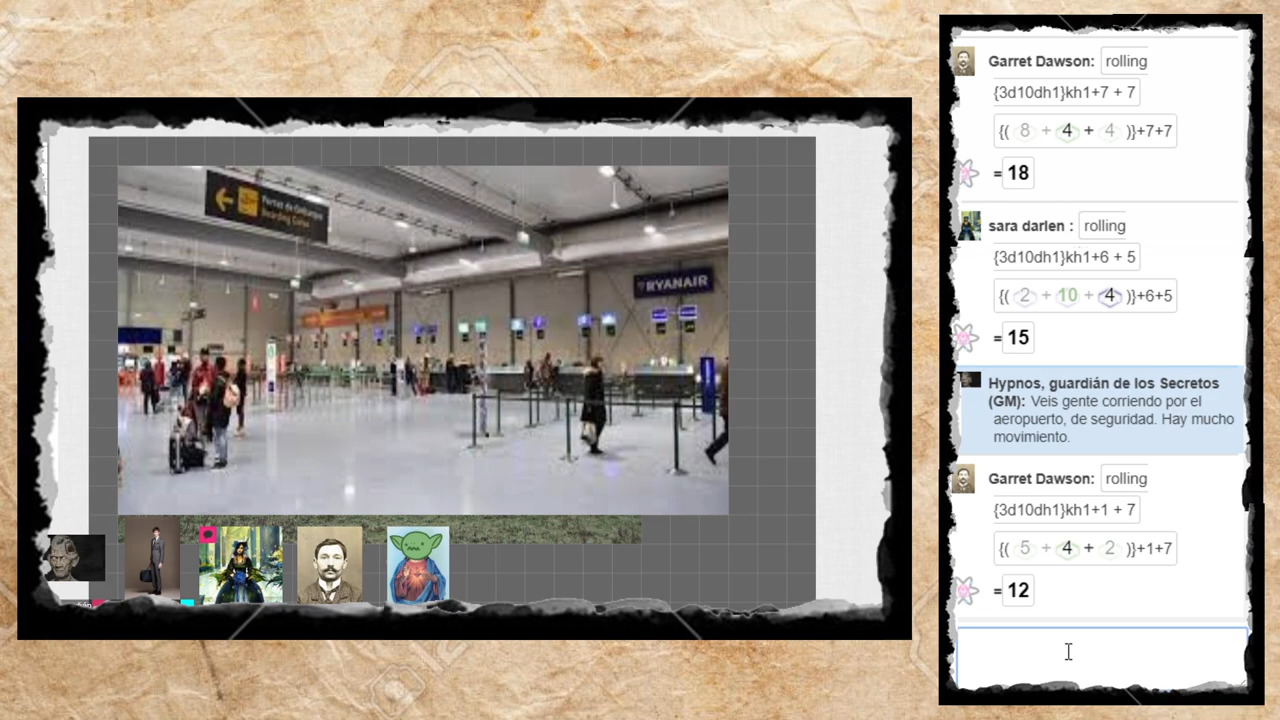 Boarding Gates
RYANAIR
Garret Dawson: rolling
{3d10dh1}kh1+7 + 7
{( 8 + 4 + 4 )}+7+7
=18
sara darlen : rolling
{3d10dh1}kh1+6 + 5
{( 2 + 10 + 4 )}+6+5
=15
Hypnos, guardián de los Secretos
(GM): Veis gente corriendo por el
aeropuerto, de seguridad. Hay mucho
movimiento.
Garret Dawson: rolling
{3d10dh1}kh1+1 + 7
{( 5 + 4 + 2 )}+1+7
=12